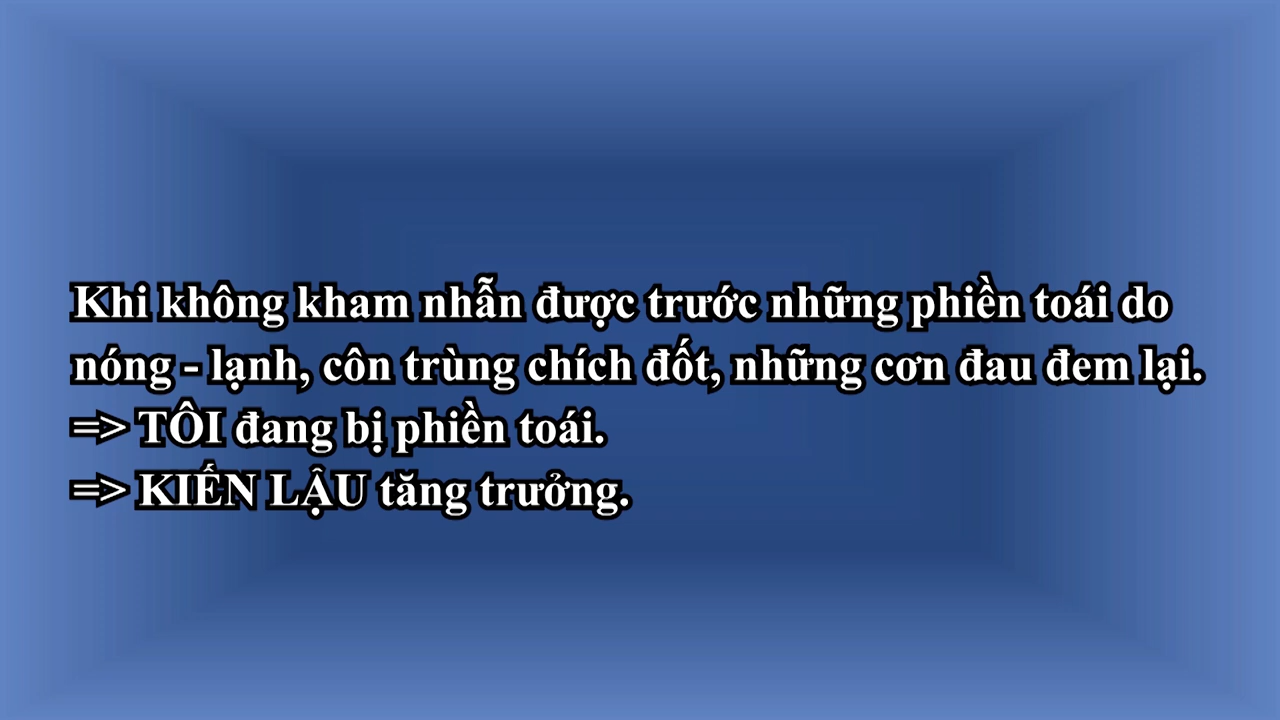 Khi không kham nhẫn được trước những phiền toái do
nóng - lạnh, côn trùng chích đốt, những cơn đau đem lại.
=> TÔI đang bị phiền toái.
=> KIẾN LẬU tăng trưởng.